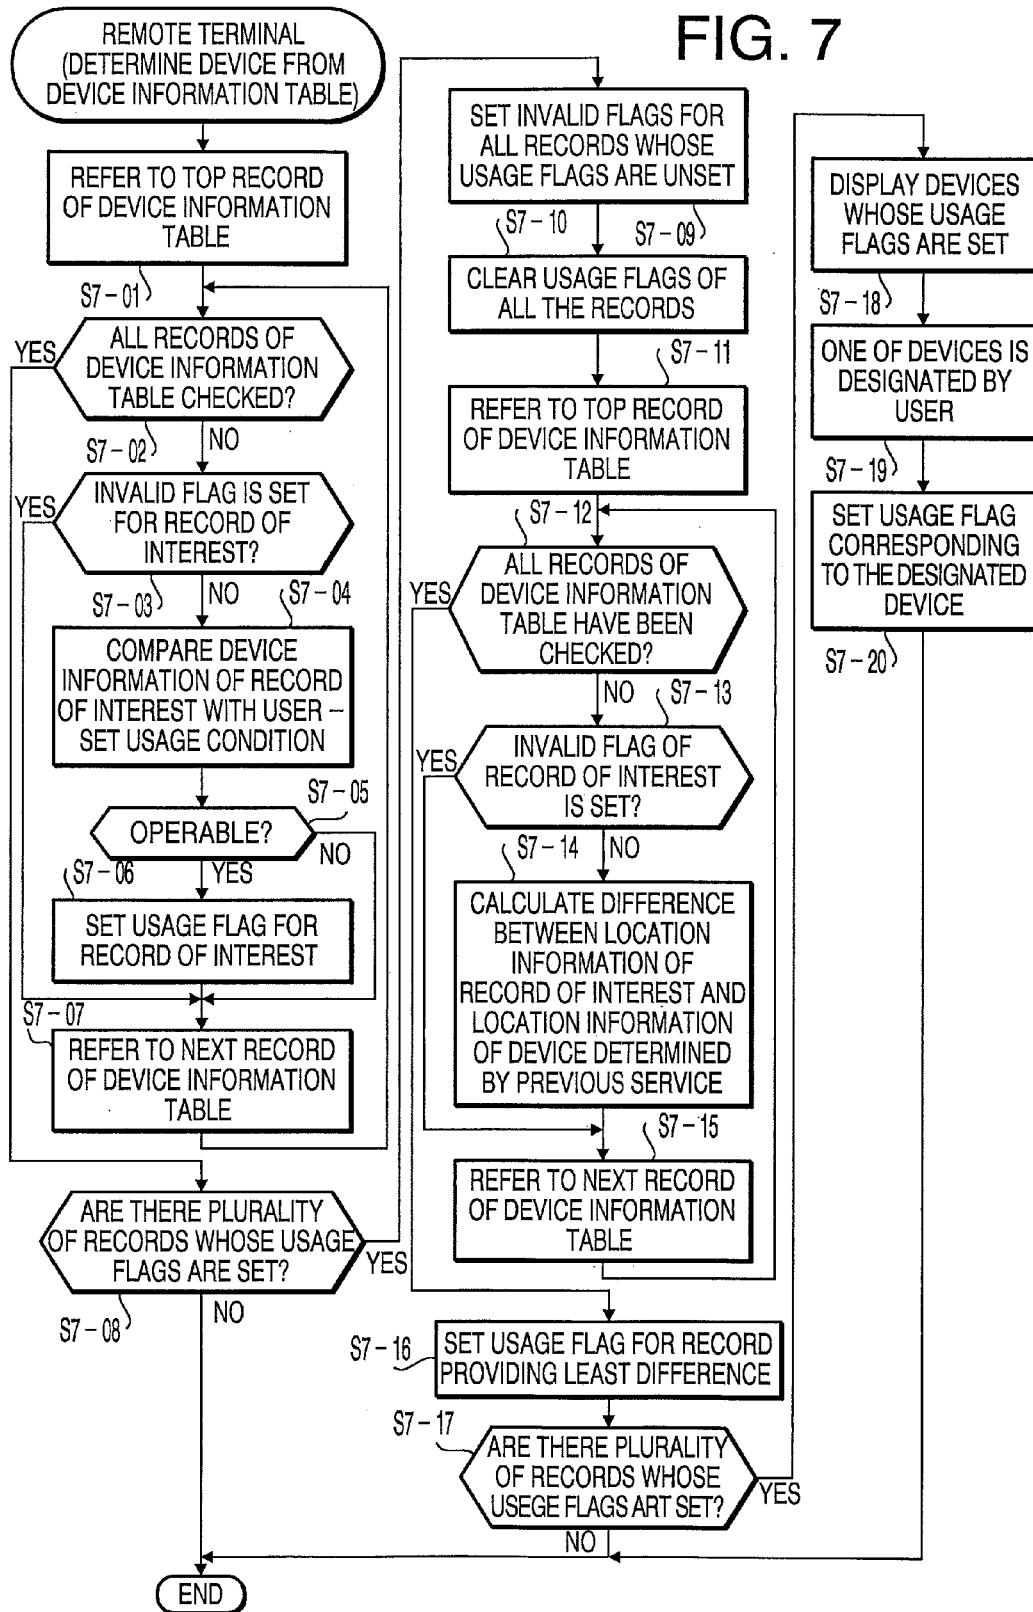 FIG. 7
REMOTE TERMINAL
(DETERMINE DEVICE FROM
DEVICE INFORMATION TABLE)
REFER TO TOP RECORD
OF DEVICE INFORMATION
TABLE
S7-01
ALL RECORDS OF
DEVICE INFORMATION
TABLE CHECKED?
YES
S7-02
NO
INVALID FLAG IS SET
FOR RECORD OF
INTEREST?
YES
S7-03
NO
S7-04
COMPARE DEVICE
INFORMATION OF RECORD
OF INTEREST WITH USER-
SET USAGE CONDITION
S7-05
OPERABLE?
NO
YES
S7-06
SET USAGE FLAG FOR
RECORD OF INTEREST
S7-07
REFER TO NEXT RECORD
OF DEVICE INFORMATION
TABLE
ARE THERE PLURALITY
OF RECORDS WHOSE USAGE
FLAGS ARE SET?
YES
NO
S7-08
END
SET INVALID FLAGS FOR
ALL RECORDS WHOSE
USAGE FLAGS ARE UNSET
S7-09
S7-10
CLEAR USAGE FLAGS OF
ALL THE RECORDS
S7-11
REFER TO TOP RECORD
OF DEVICE INFORMATION
TABLE
S7-12
ALL RECORDS OF
DEVICE INFORMATION
TABLE HAVE BEEN
CHECKED?
YES
NO
S7-13
INVALID FLAG OF
RECORD OF INTEREST
IS SET?
YES
NO
S7-14
CALCULATE DIFFERENCE
BETWEEN LOCATION
INFORMATION OF
RECORD OF INTEREST AND
LOCATION INFORMATION
OF DEVICE DETERMINED
BY PREVIOUS SERVICE
S7-15
REFER TO NEXT RECORD
OF DEVICE INFORMATION
TABLE
S7-16
SET USAGE FLAG FOR RECORD
PROVIDING LEAST DIFFERENCE
S7-17
ARE THERE PLURALITY
OF RECORDS WHOSE
USEGE FLAGS ART SET?
YES
NO
DISPLAY DEVICES
WHOSE USAGE
FLAGS ARE SET
S7-18
ONE OF DEVICES IS
DESIGNATED BY
USER
S7-19
SET USAGE FLAG
CORRESPONDING
TO THE DESIGNATED
DEVICE
S7-20